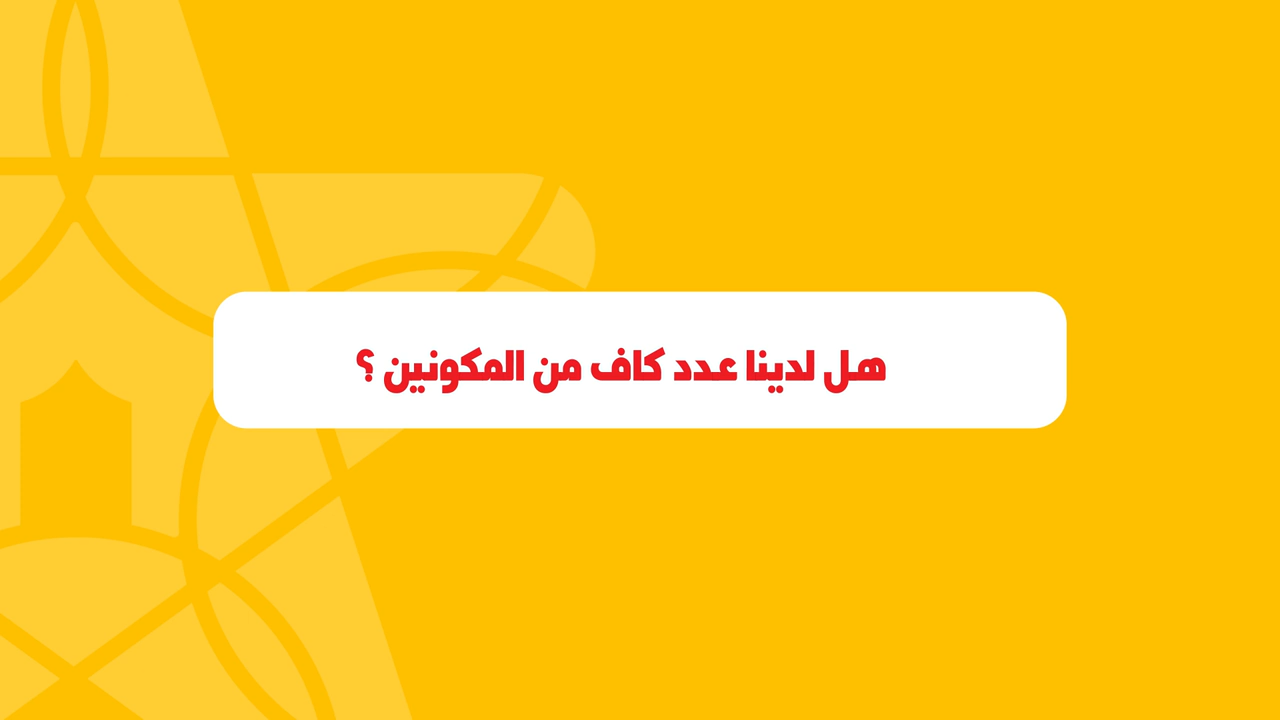 هل لدينا عدد كاف من المكونين ؟